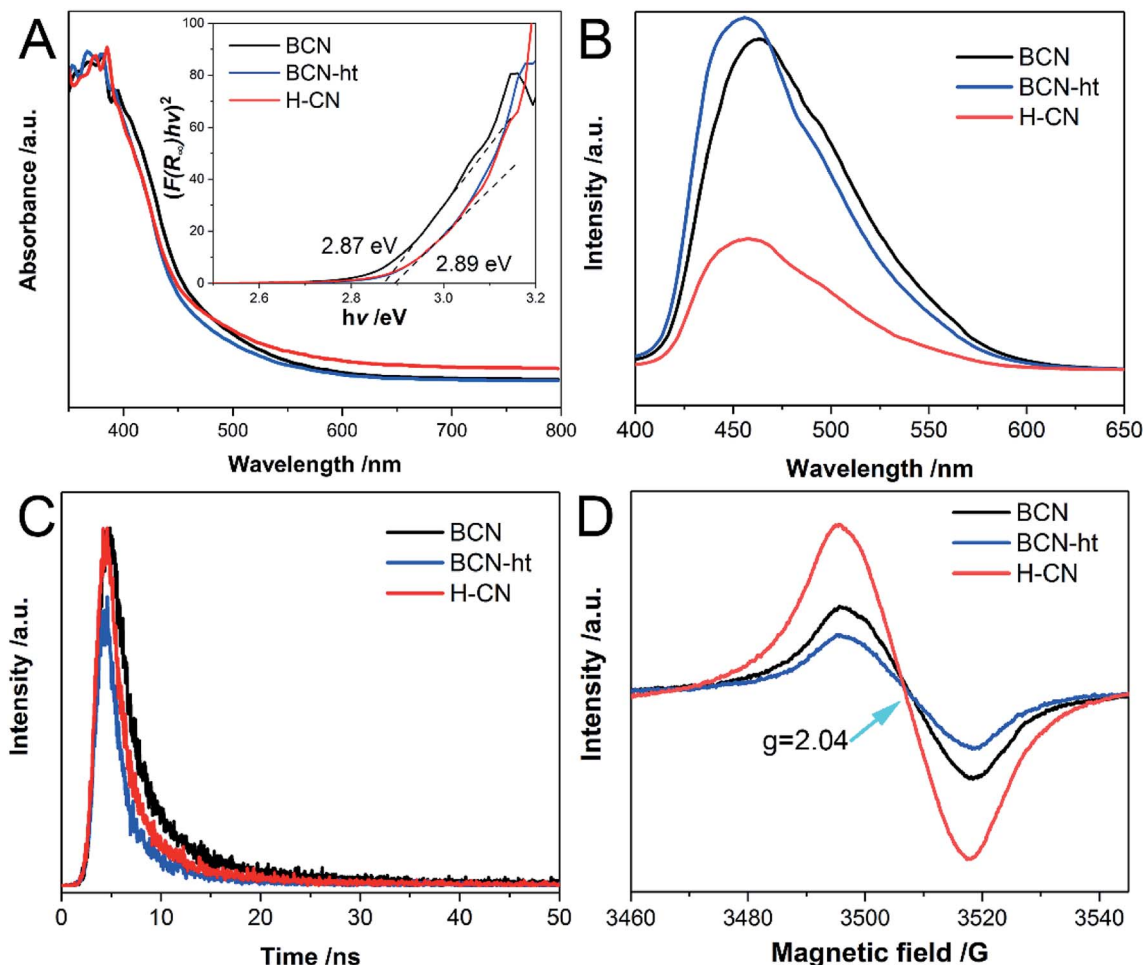 A
Absorbance /a.u.
(F(R∞)hν)²
100
80
60
40
20
0
BCN
BCN-ht
H-CN
2.87 eV
2.89 eV
2.6 2.8 3.0 3.2
hν /eV
400 500 600 700 800
Wavelength /nm
B
Intensity /a.u.
BCN
BCN-ht
H-CN
400 450 500 550 600 650
Wavelength /nm
C
Intensity /a.u.
BCN
BCN-ht
H-CN
0 10 20 30 40 50
Time /ns
D
Intensity /a.u.
BCN
BCN-ht
H-CN
g=2.04
3460 3480 3500 3520 3540
Magnetic field /G